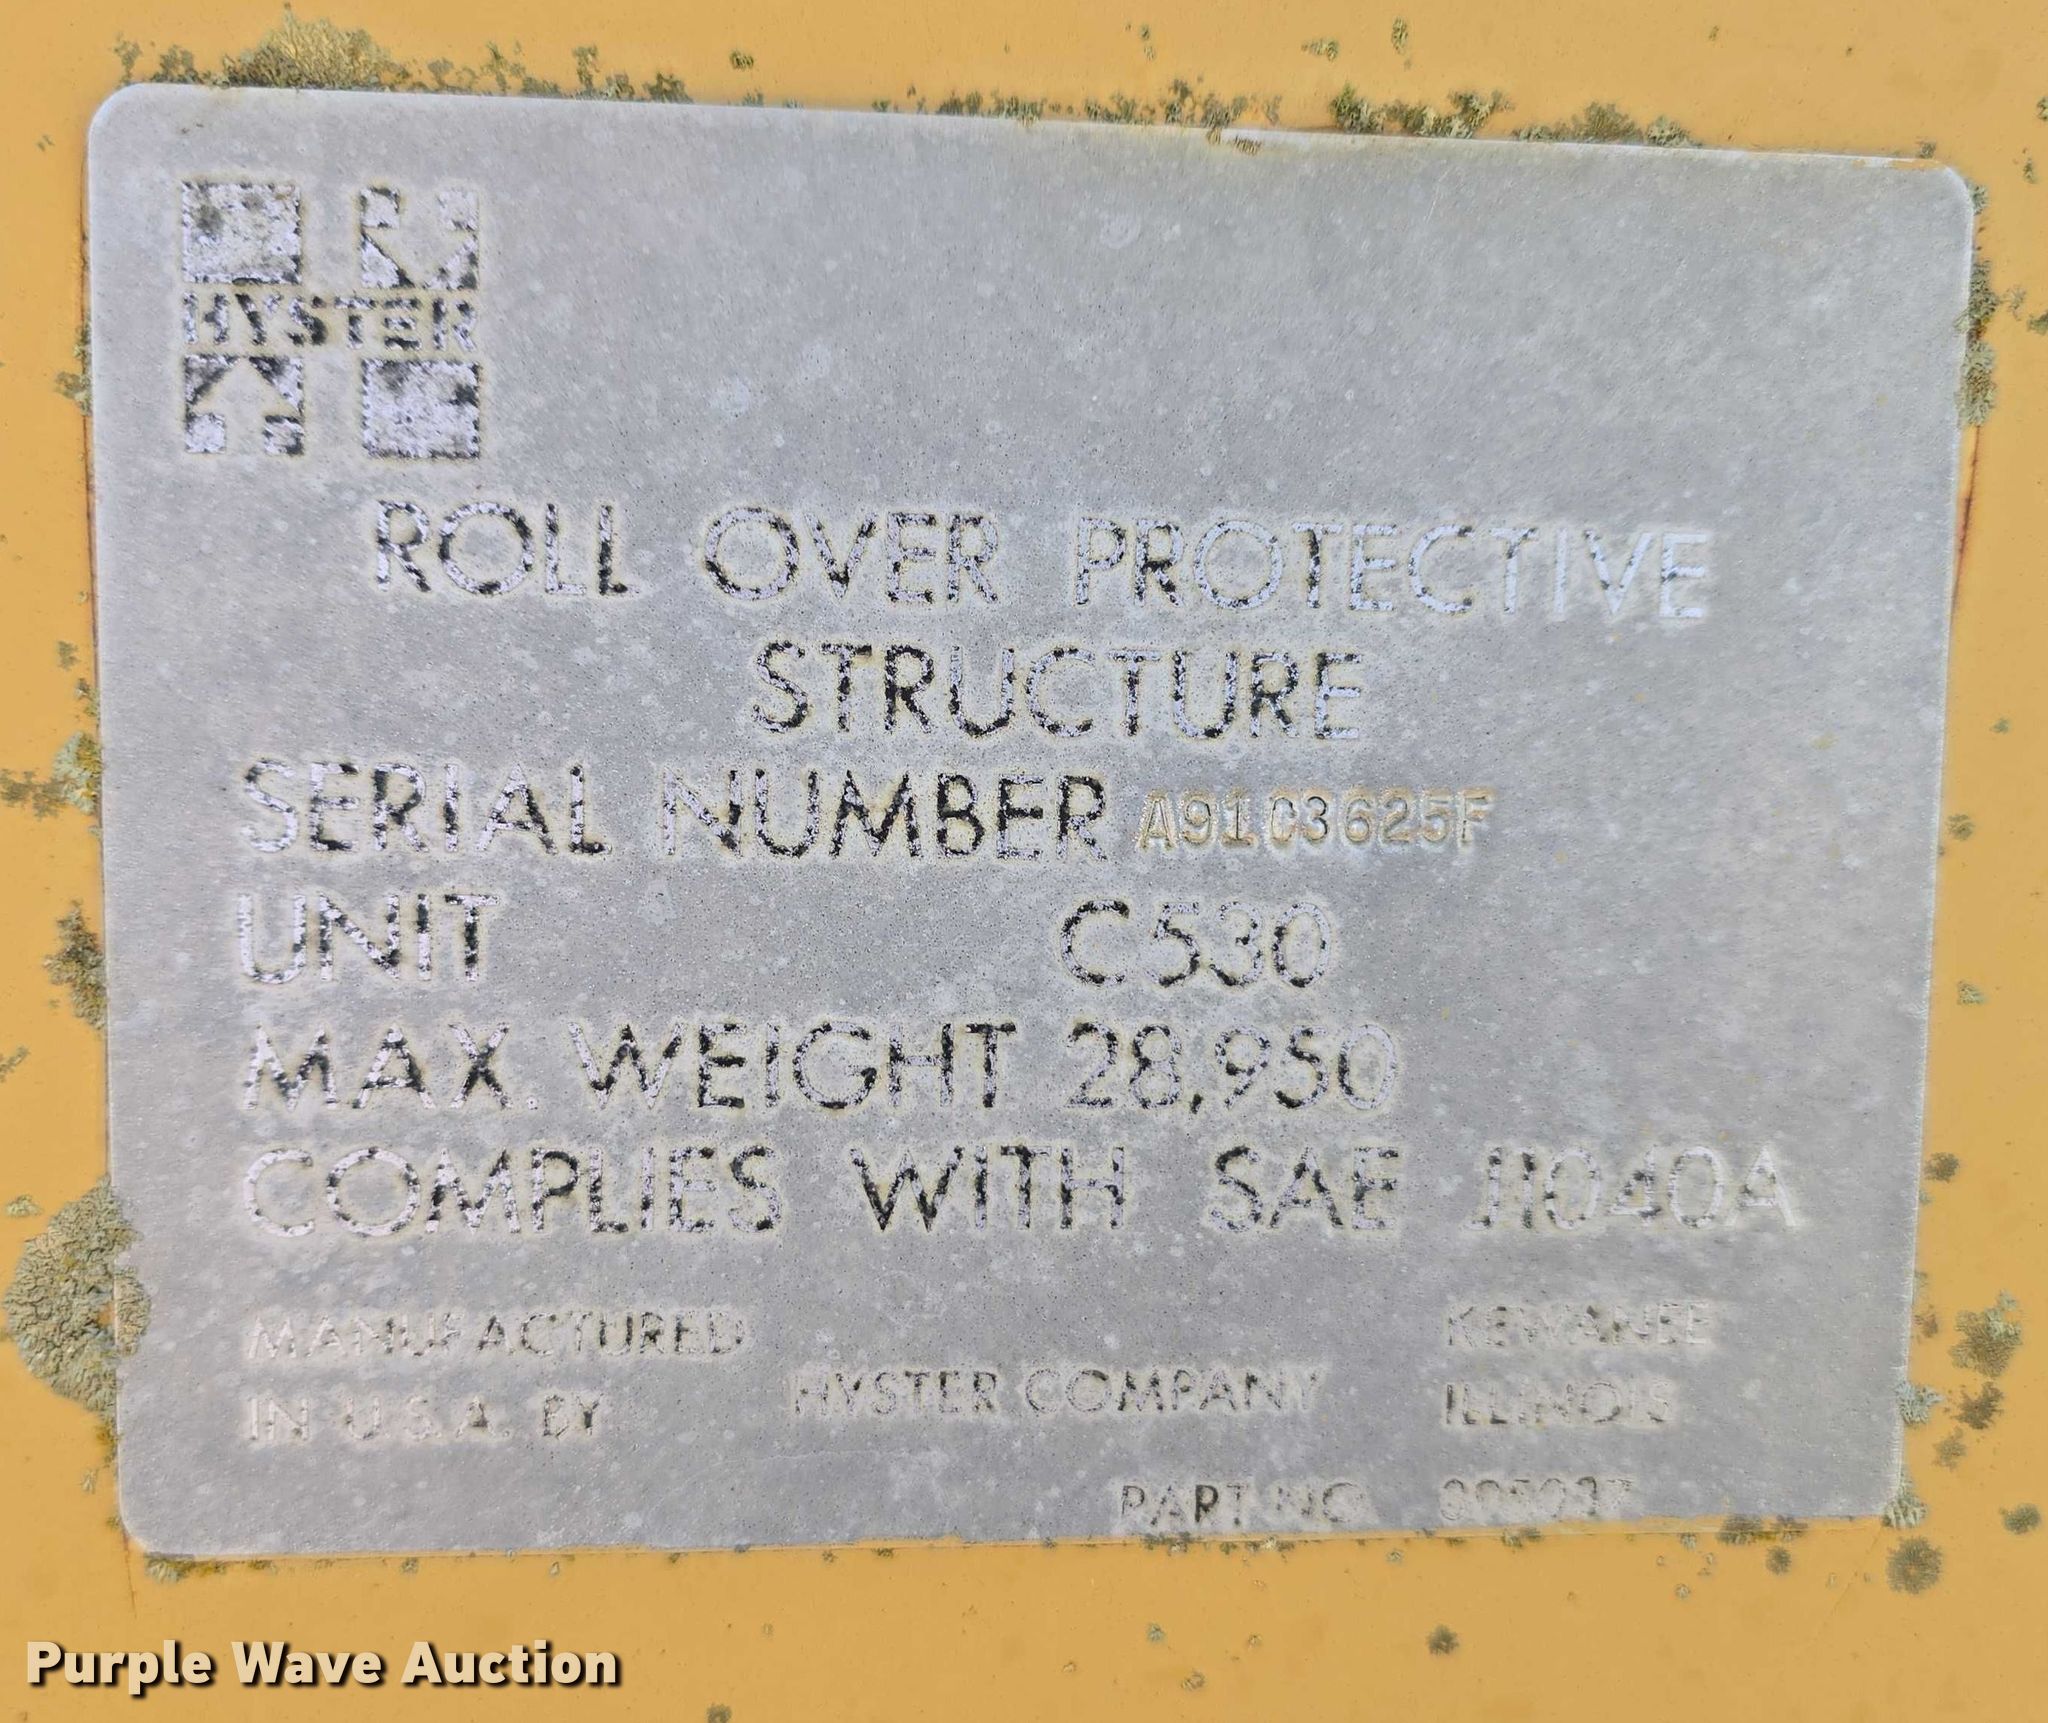 HYSTER
ROLL OVER PROTECTIVE
STRUCTURE
SERIAL NUMBER A91C3625F
UNIT C530
MAX. WEIGHT 28,950
COMPLIES WITH SAE J1040A
MANUFACTURED
IN U.S.A. BY
HYSTER COMPANY
KEWANEE
ILLINOIS
PART NO.
Purple Wave Auction